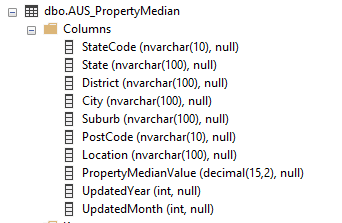 dbo.AUS_PropertyMedian
Columns
StateCode (nvarchar(10), null)
State (nvarchar(100), null)
District (nvarchar(100), null)
City (nvarchar(100), null)
Suburb (nvarchar(100), null)
PostCode (nvarchar(10), null)
Location (nvarchar(100), null)
PropertyMedianValue (decimal(15,2), null)
UpdatedYear (int, null)
UpdatedMonth (int, null)